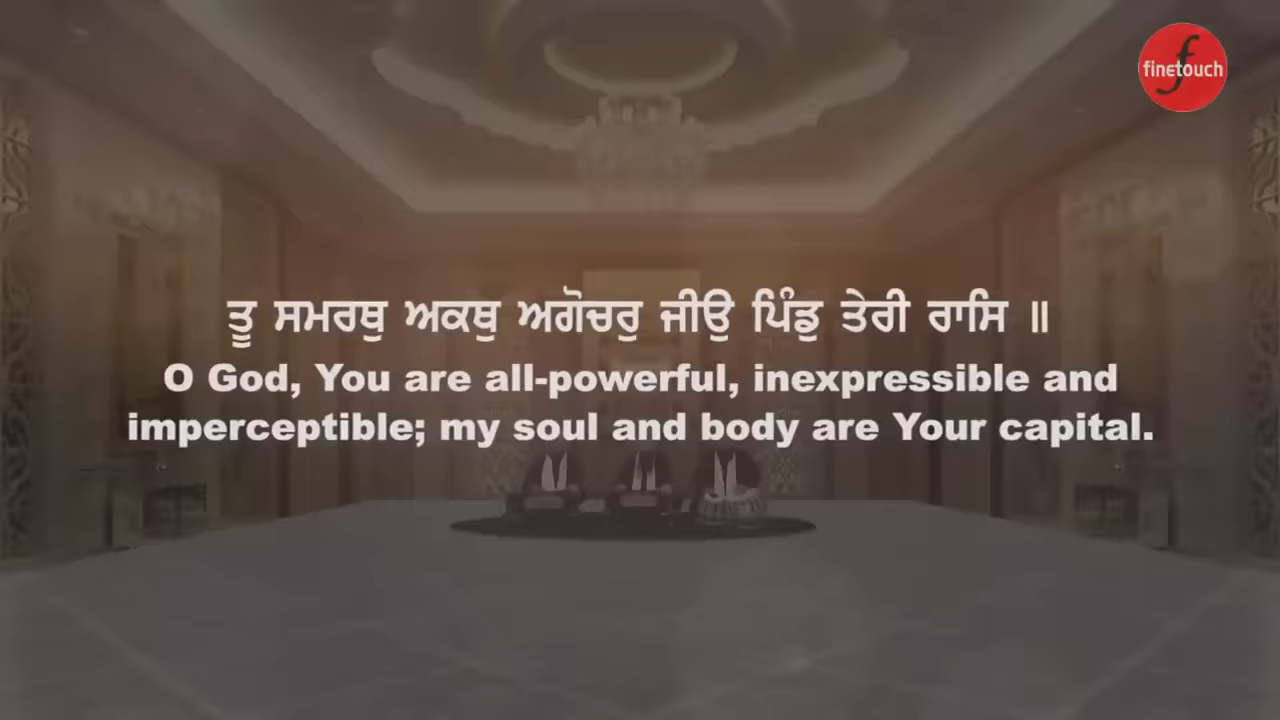 finetouch
ਤੂ ਸਮਰਥੁ ਅਕਥੁ ਅਗੋਚਰੁ ਜੀਉ ਪਿੰਡੁ ਤੇਰੀ ਰਾਸਿ ॥
O God, You are all-powerful, inexpressible and
imperceptible; my soul and body are Your capital.